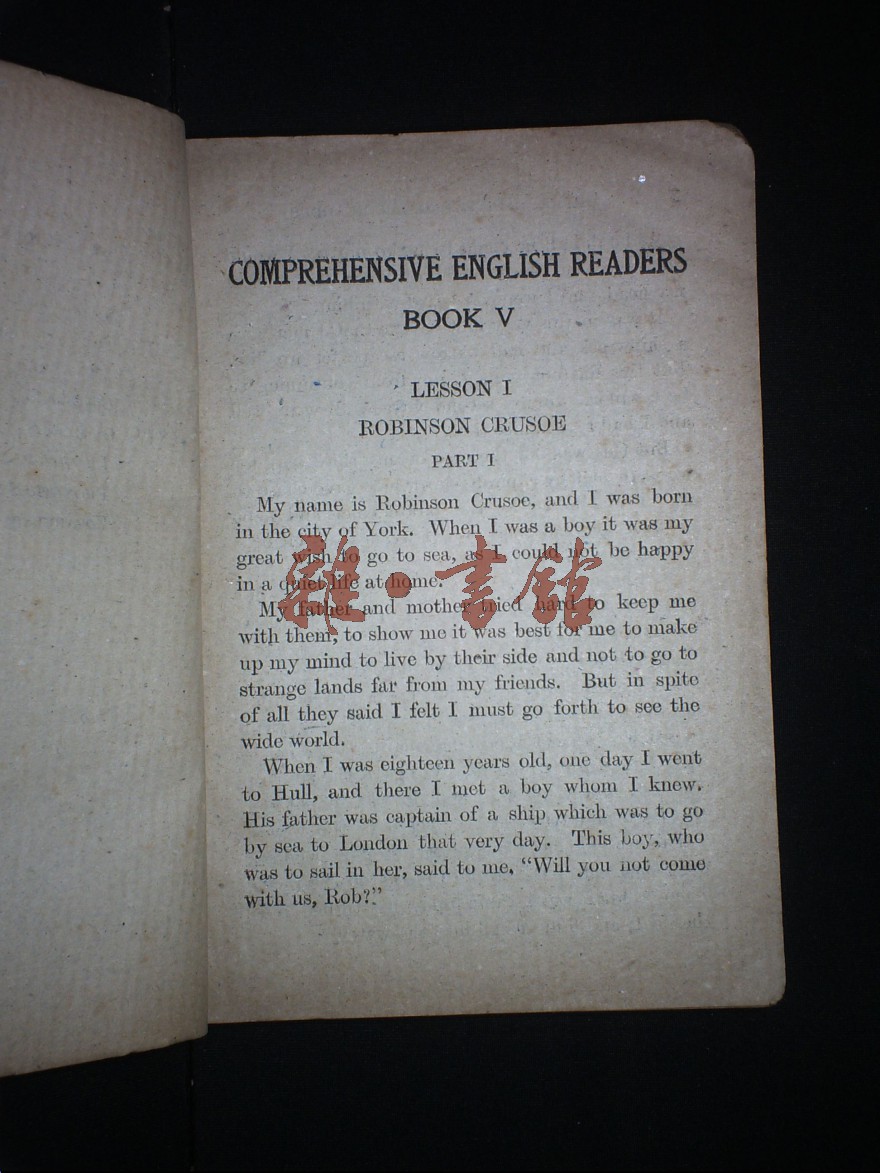 COMPREHENSIVE ENGLISH READERS
BOOK V
LESSON I
ROBINSON CRUSOE
PART I
My name is Robinson Crusoe, and I was born
in the city of York. When I was a boy it was my
great wish to go to sea, as I could not be happy
in a quiet life at home.
My father and mother tried hard to keep me
with them, to show me it was best for me to make
up my mind to live by their side and not to go to
strange lands far from my friends. But in spite
of all they said I felt I must go forth to see the
wide world.
When I was eighteen years old, one day I went
to Hull, and there I met a boy whom I knew.
His father was captain of a ship which was to go
by sea to London that very day. This boy, who
was to sail in her, said to me, "Will you not come
with us, Rob?"
雜·書館